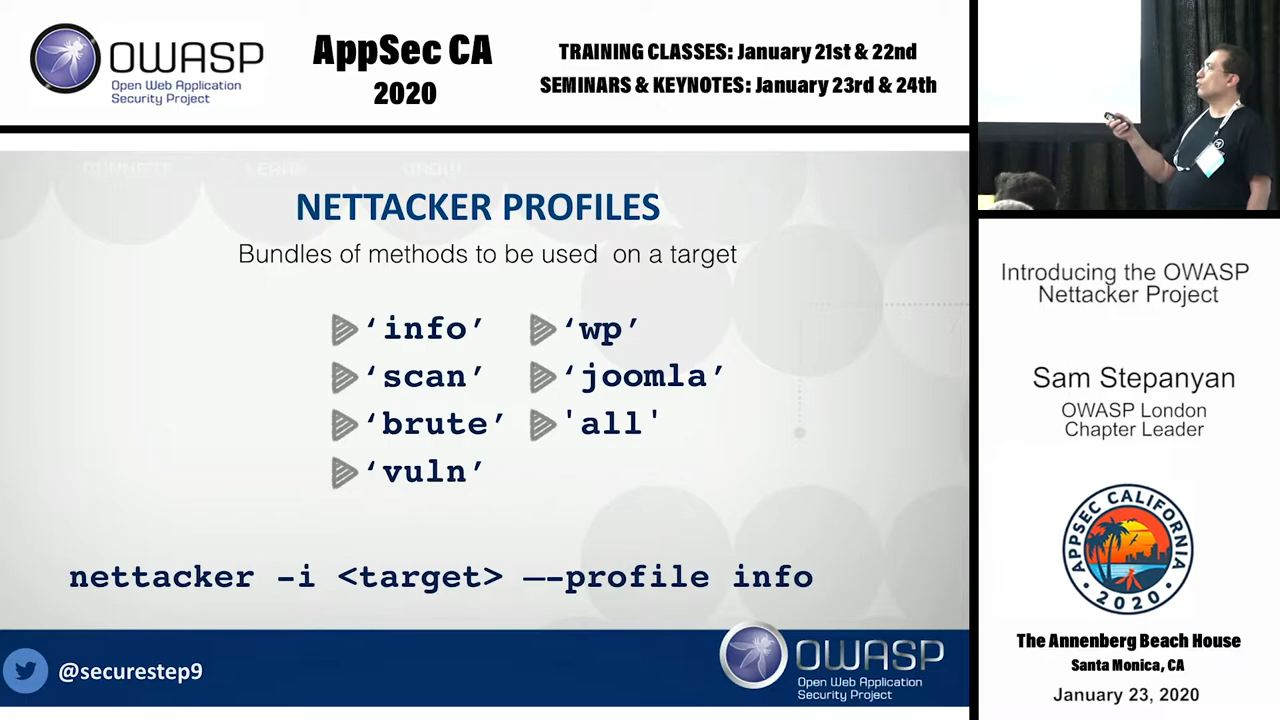 OWASP
Open Web Application
Security Project
AppSec CA
2020
TRAINING CLASSES: January 21st & 22nd
SEMINARS & KEYNOTES: January 23rd & 24th
CONNECT LEARN GROW
NETTACKER PROFILES
Bundles of methods to be used on a target
‘info’
‘scan’
‘brute’
‘vuln’
‘wp’
‘joomla’
'all'
nettacker -i <target> —-profile info
@securestep9
OWASP
Open Web Application
Security Project
Introducing the OWASP
Nettacker Project
Sam Stepanyan
OWASP London
Chapter Leader
APPSEC CALIFORNIA
2020
The Annenberg Beach House
Santa Monica, CA
January 23, 2020